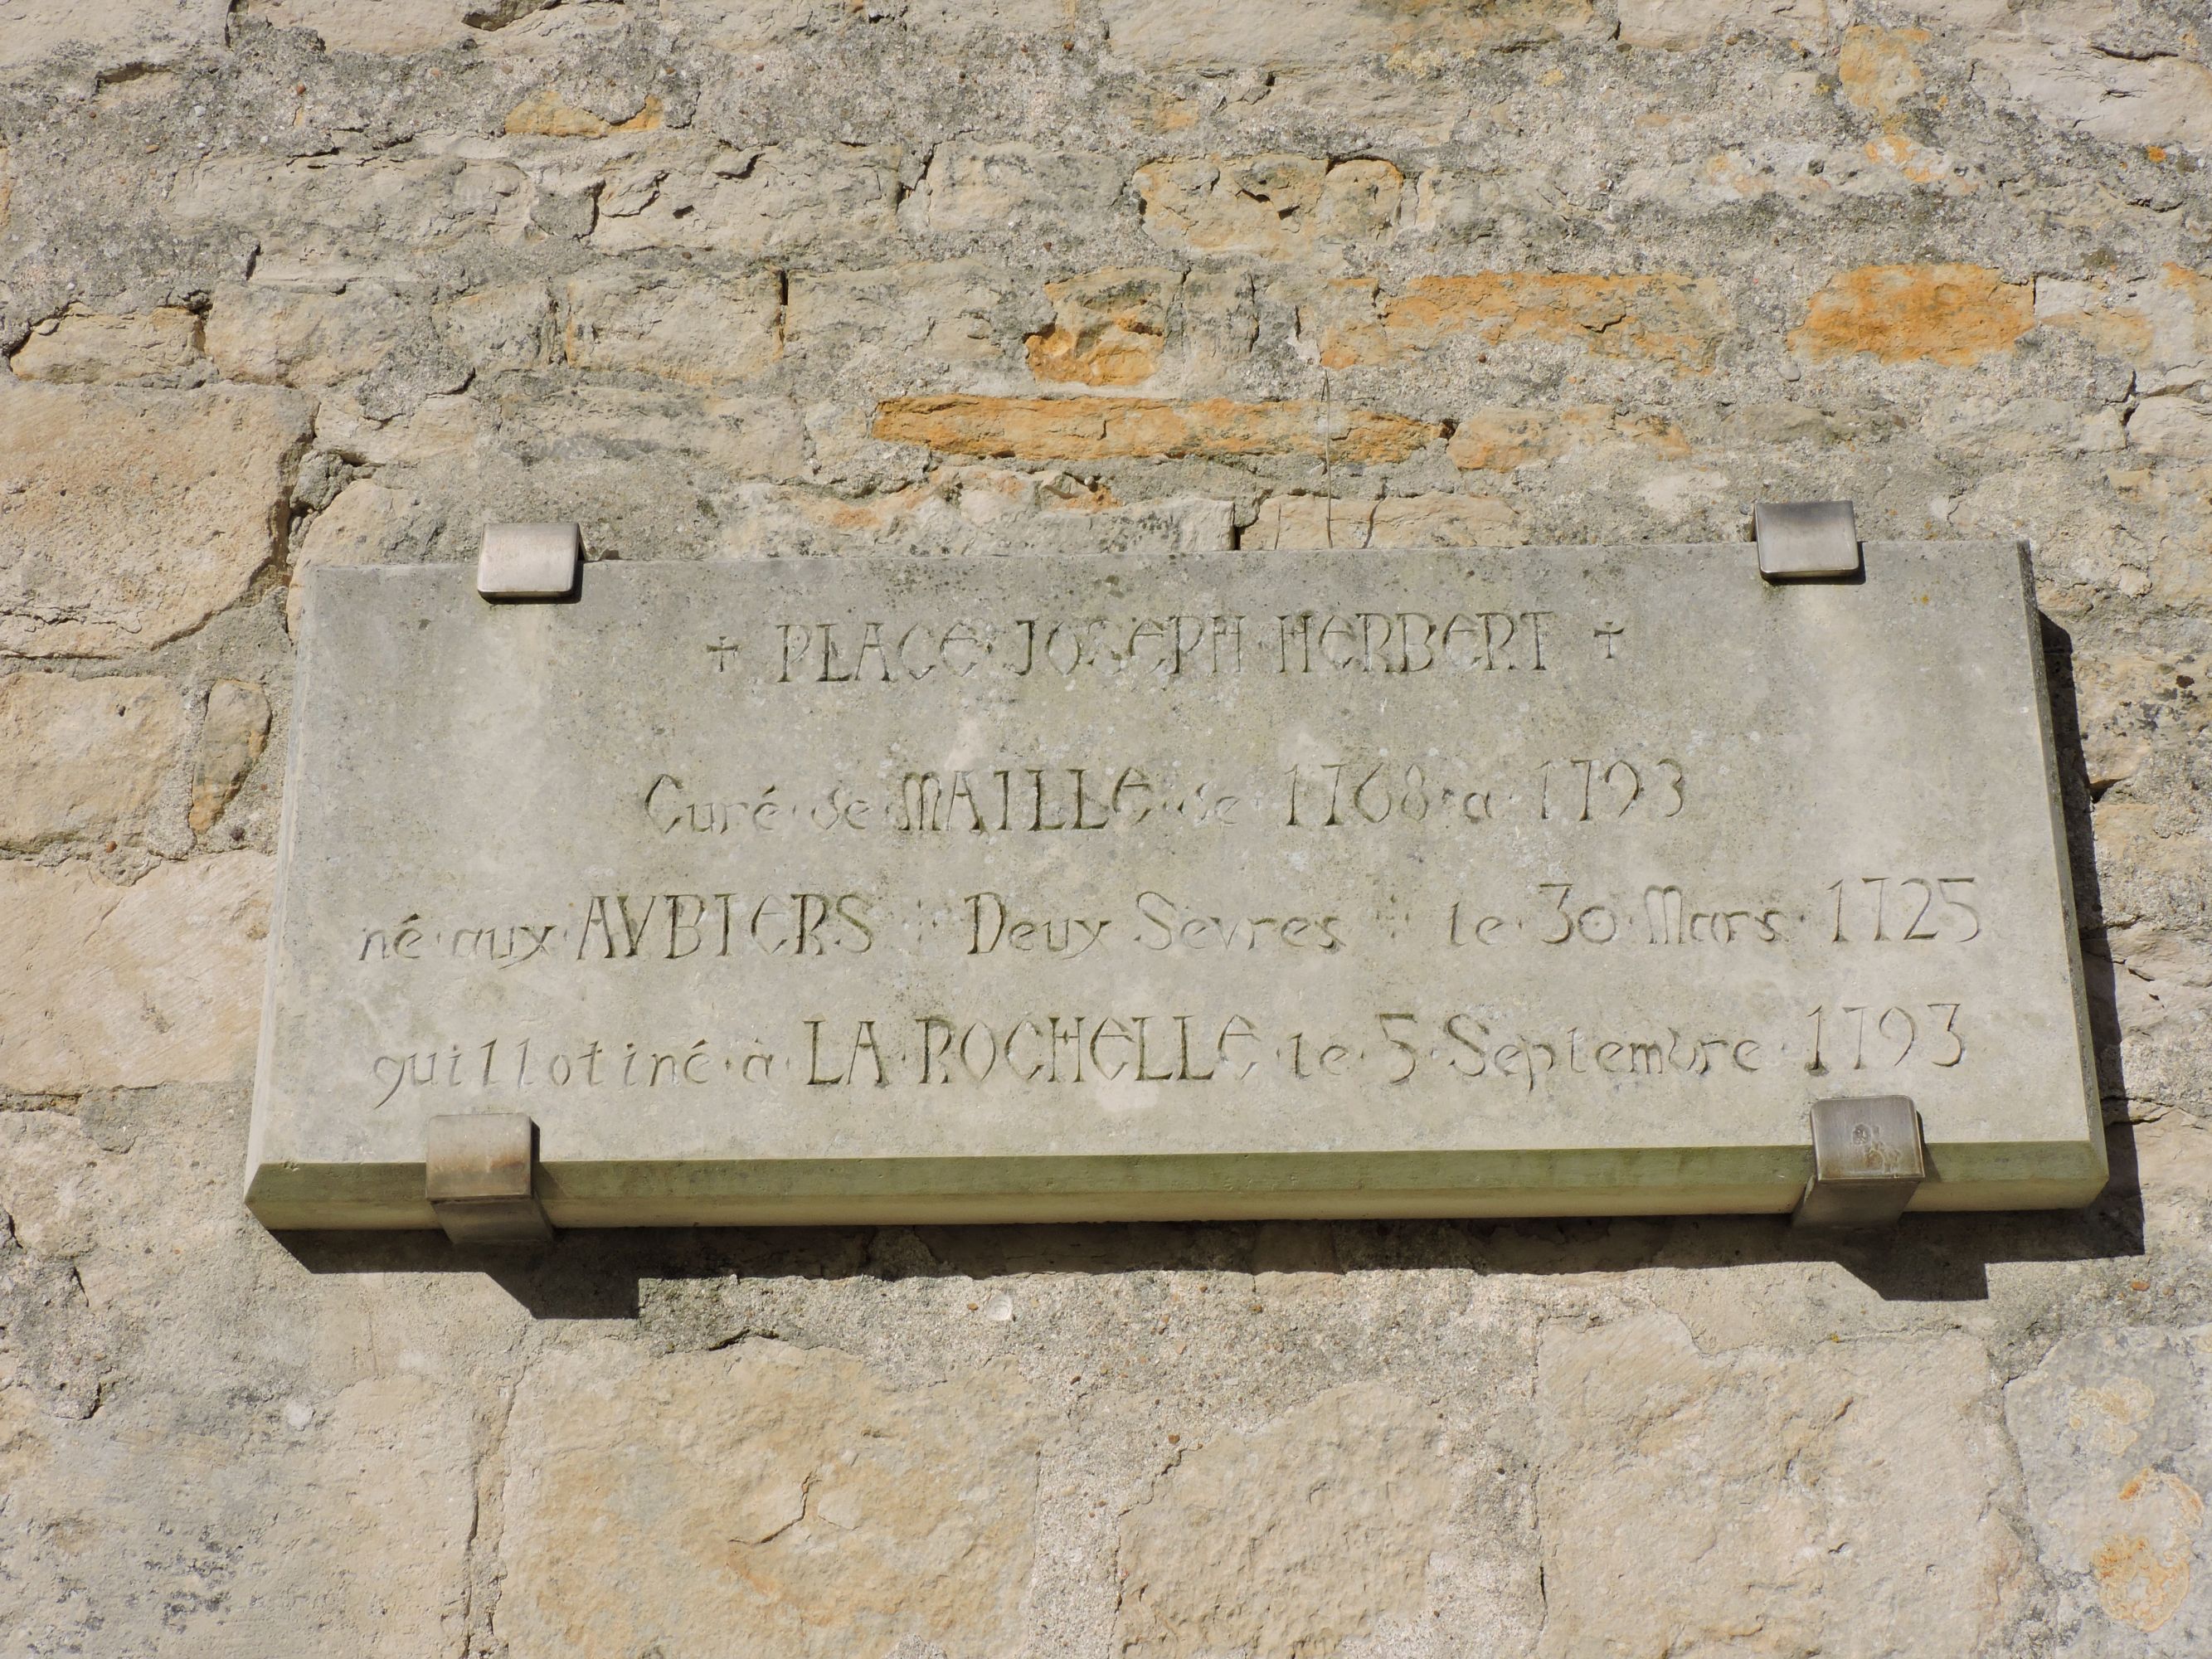 + PLACE JOSEPH HERBERT +
Curé·de·MAILLE·de·1768·a·1793
né·aux·AVBIERS : Deux Sevres : le·30·Mars·1725
guillotiné·à·LA·ROCHELLE·le·5·Septembre·1793